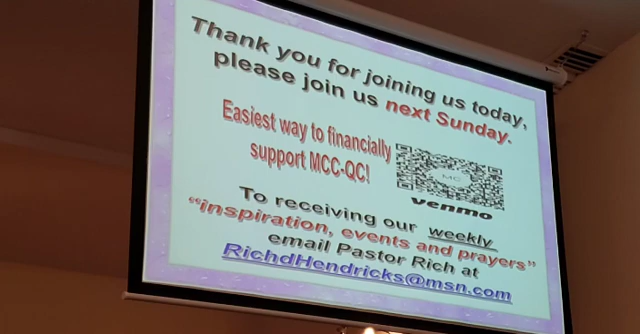 Thank you for joining us today,
please join us next Sunday.
Easiest way to financially
support MCC-QC!
MC
venmo
To receiving our weekly
"inspiration, events and prayers"
email Pastor Rich at
RichdHendricks@msn.com